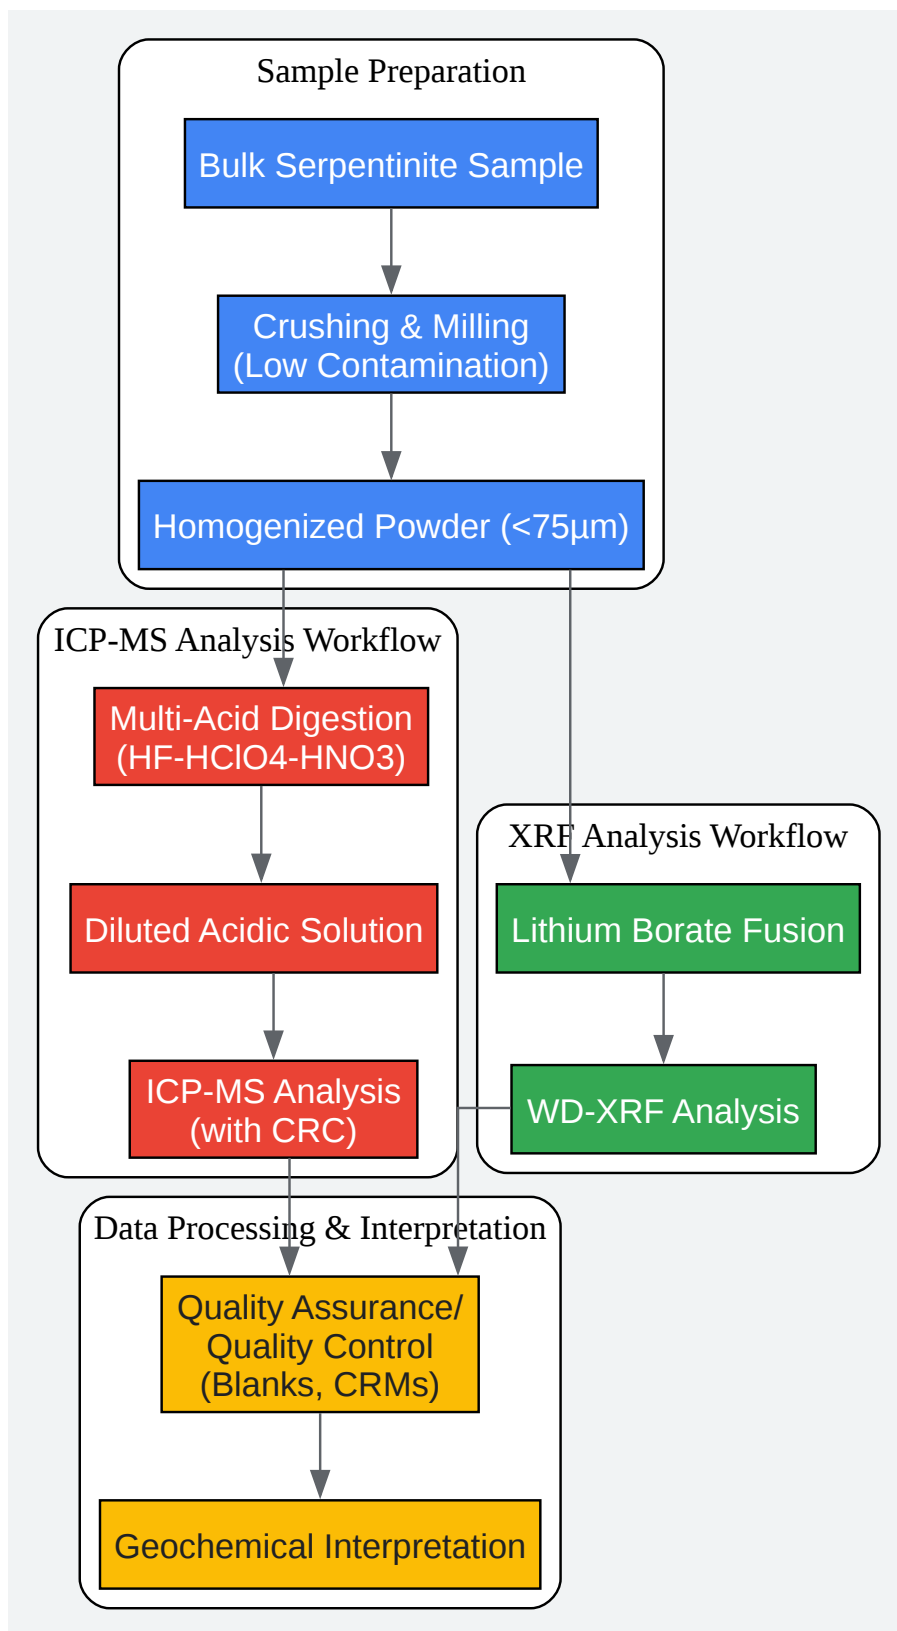 Sample Preparation
Bulk Serpentinite Sample
Crushing & Milling
(Low Contamination)
Homogenized Powder (<75µm)
ICP-MS Analysis Workflow
Multi-Acid Digestion
(HF-HClO4-HNO3)
Diluted Acidic Solution
ICP-MS Analysis
(with CRC)
XRF Analysis Workflow
Lithium Borate Fusion
WD-XRF Analysis
Data Processing & Interpretation
Quality Assurance/
Quality Control
(Blanks, CRMs)
Geochemical Interpretation